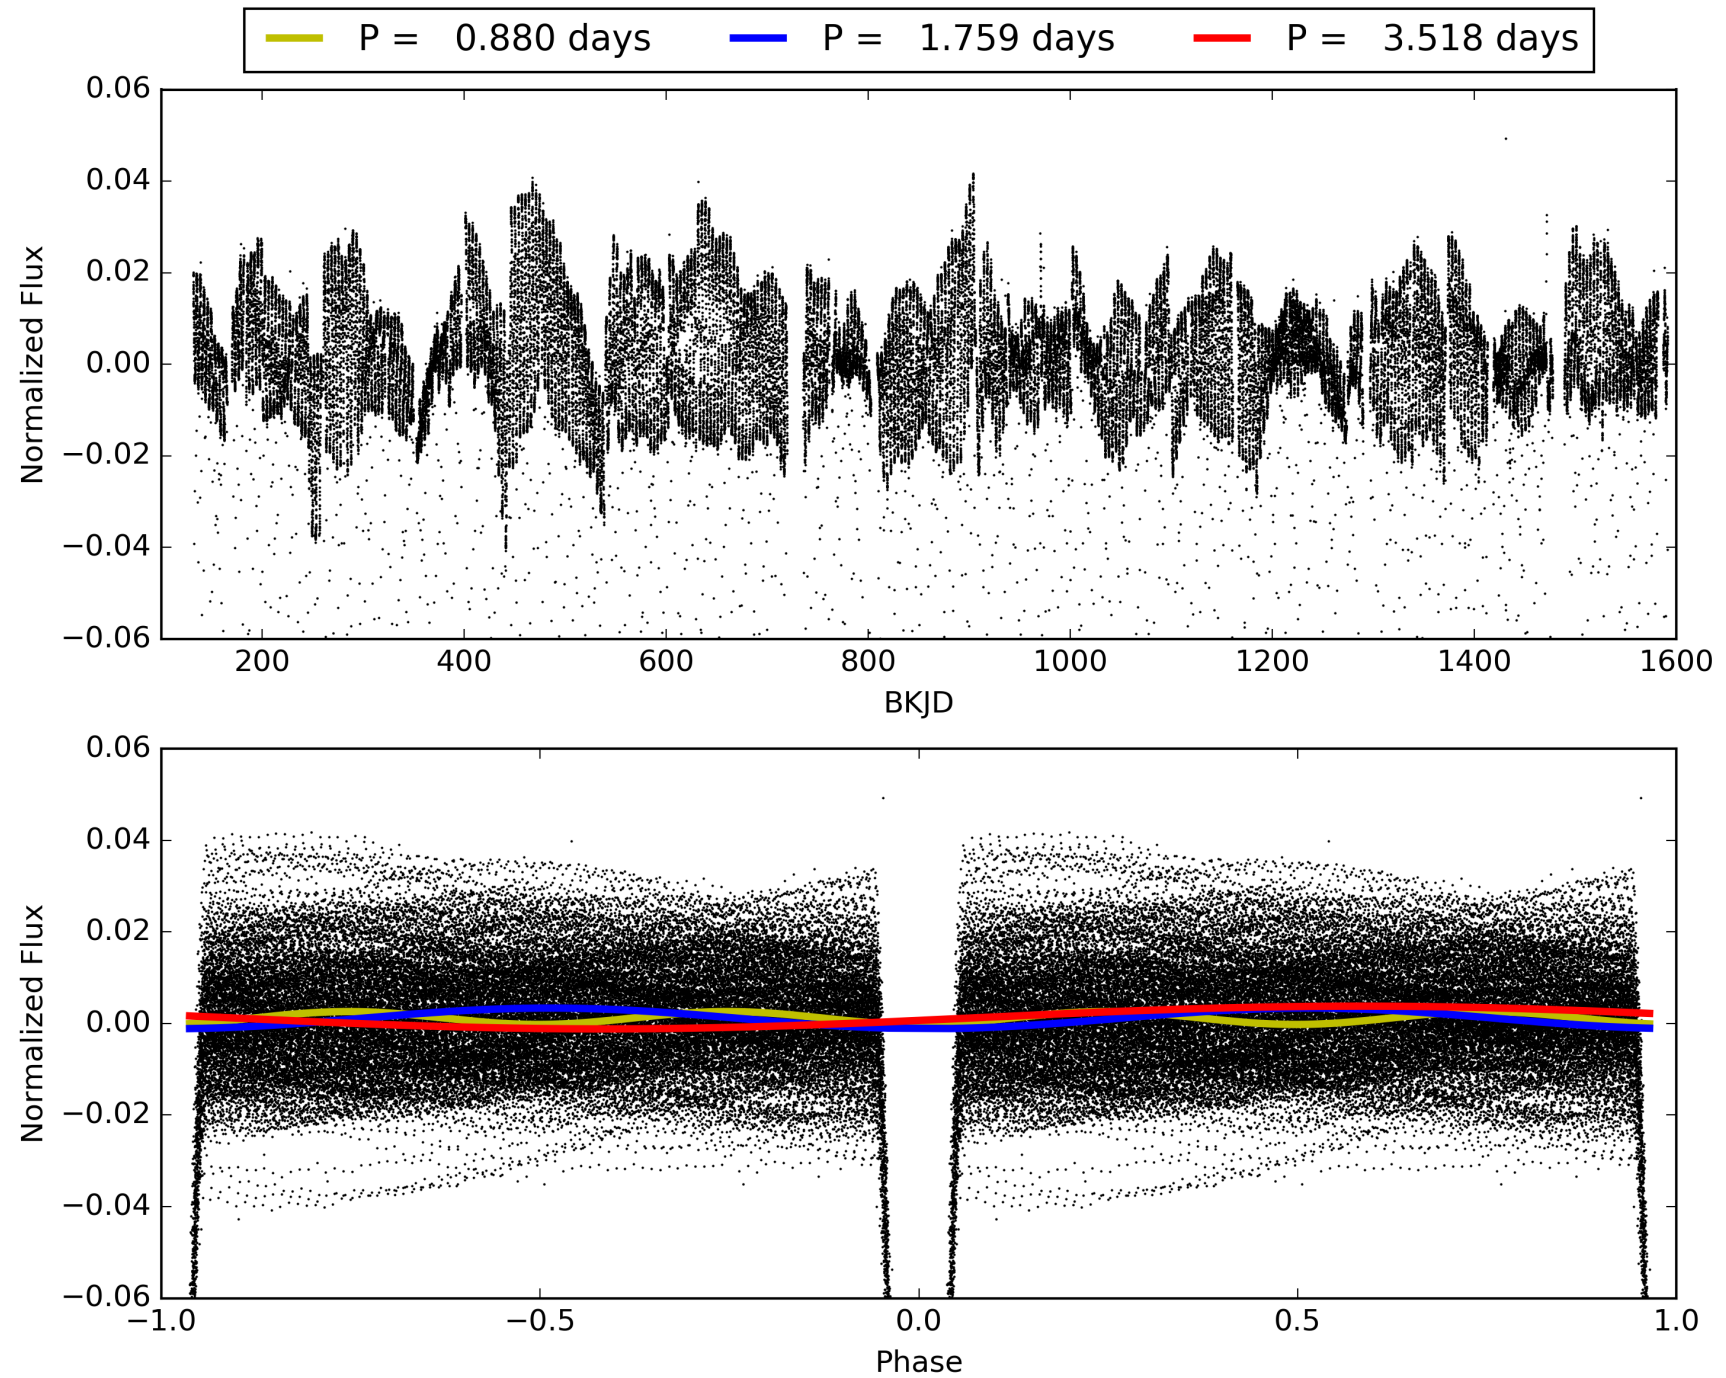 P = 0.880 days P = 1.759 days P = 3.518 days
0.06
0.04
0.02
0.00
−0.02
−0.04
−0.06
Normalized Flux
200 400 600 800 1000 1200 1400 1600
BKJD
0.06
0.04
0.02
0.00
−0.02
−0.04
−0.06
Normalized Flux
−1.0 −0.5 0.0 0.5 1.0
Phase